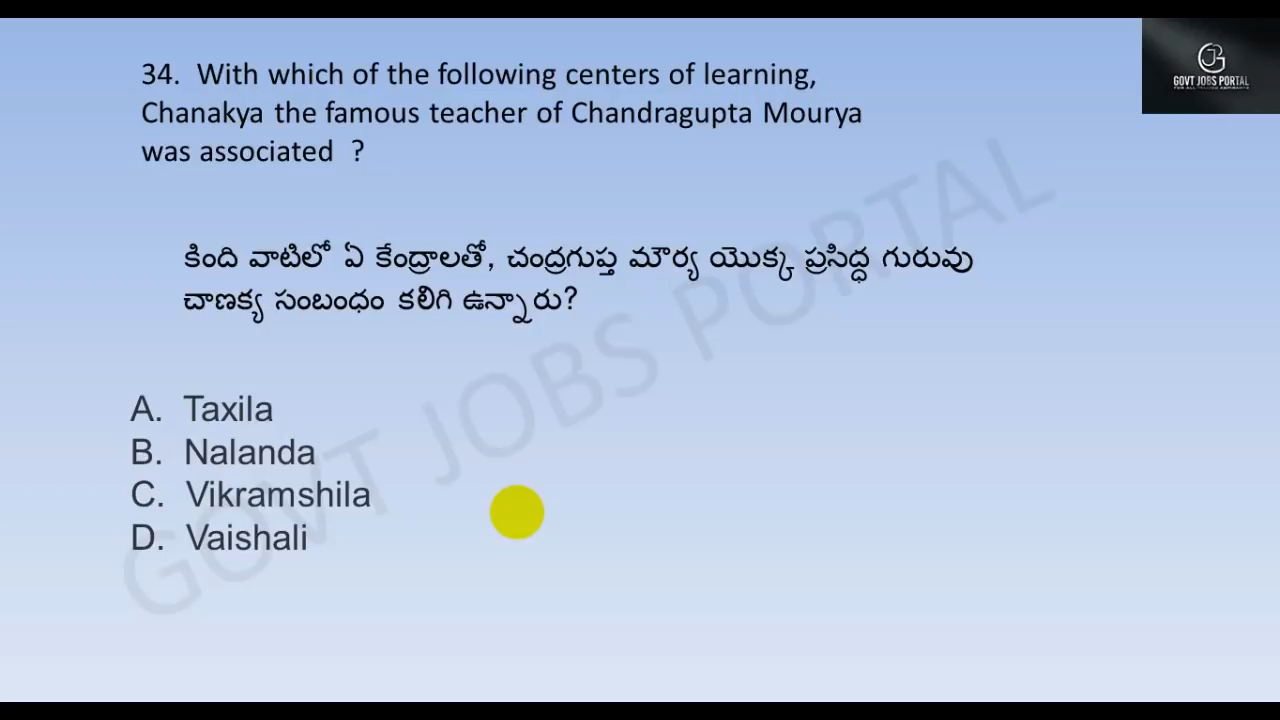 GOVT JOBS PORTAL
34. With which of the following centers of learning,
Chanakya the famous teacher of Chandragupta Mourya
was associated ?
కింది వాటిలో ఏ కేంద్రాలతో, చంద్రగుప్త మౌర్య యొక్క ప్రసిద్ధ గురువు
చాణక్య సంబంధం కలిగి ఉన్నారు?
A. Taxila
B. Nalanda
C. Vikramshila
D. Vaishali
GOVT JOBS PORTAL